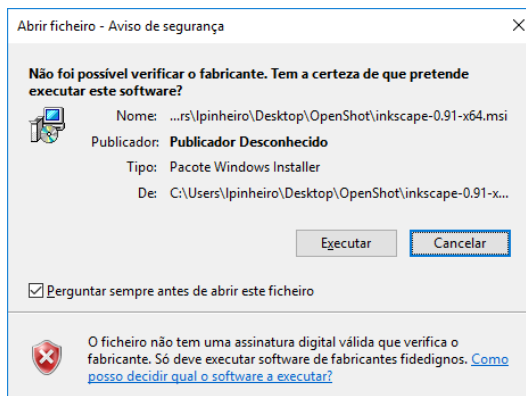 Abrir ficheiro - Aviso de segurança
Não foi possível verificar o fabricante. Tem a certeza de que pretende
executar este software?
Nome: ...rs\lpinheiro\Desktop\OpenShot\inkscape-0.91-x64.msi
Publicador: Publicador Desconhecido
Tipo: Pacote Windows Installer
De: C:\Users\lpinheiro\Desktop\OpenShot\inkscape-0.91-x...
Executar Cancelar
Perguntar sempre antes de abrir este ficheiro
O ficheiro não tem uma assinatura digital válida que verifica o
fabricante. Só deve executar software de fabricantes fidedignos. Como
posso decidir qual o software a executar?